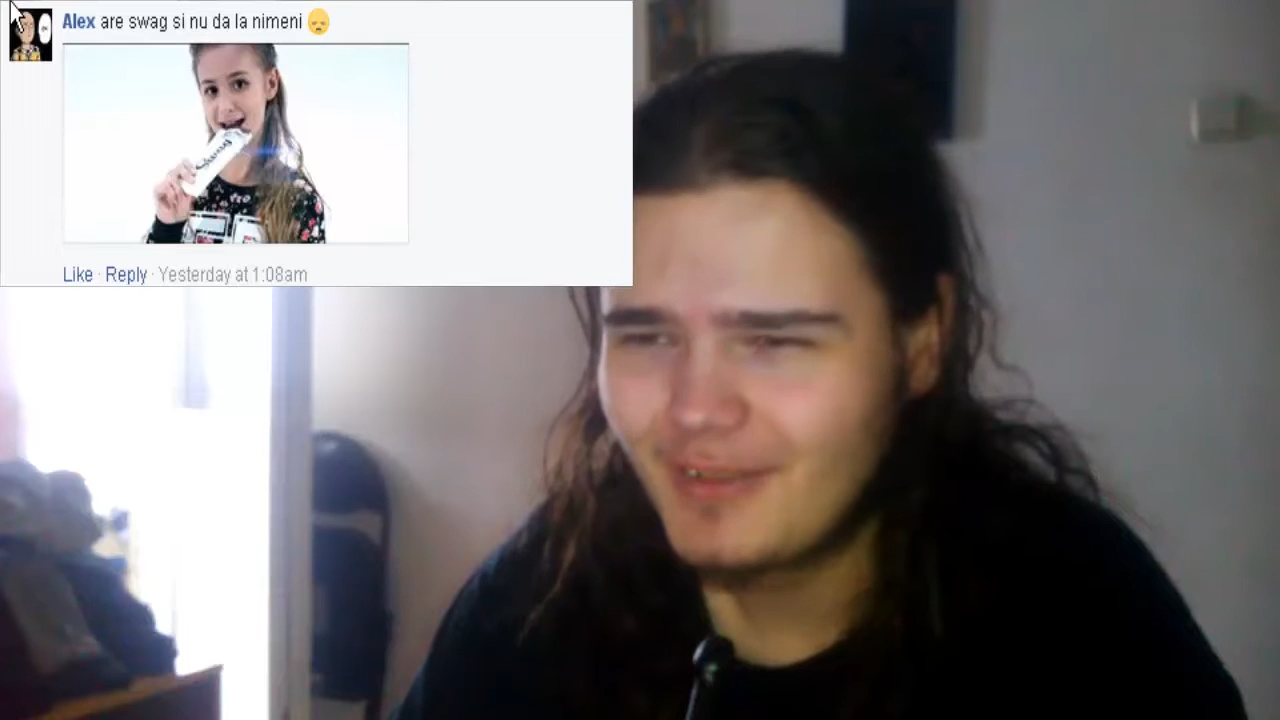 Alex are swag si nu da la nimeni 😞
Like · Reply · Yesterday at 1:08am